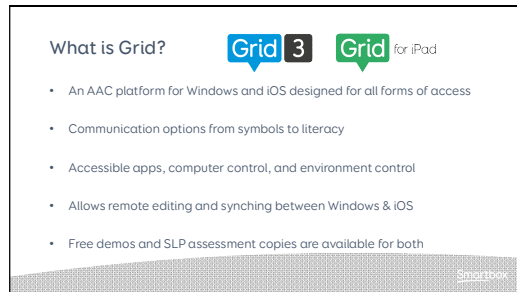 What is Grid?
Grid 3
Grid for iPad
• An AAC platform for Windows and iOS designed for all forms of access
• Communication options from symbols to literacy
• Accessible apps, computer control, and environment control
• Allows remote editing and synching between Windows & iOS
• Free demos and SLP assessment copies are available for both
Smartbox